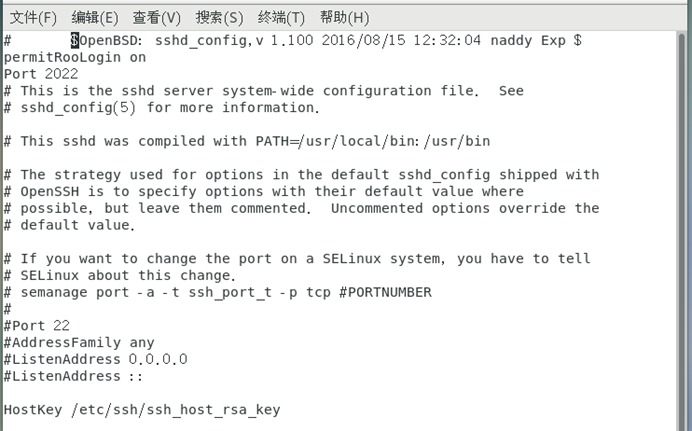 文件(F) 编辑(E) 查看(V) 搜索(S) 终端(T) 帮助(H)
#       $OpenBSD: sshd_config,v 1.100 2016/08/15 12:32:04 naddy Exp $
permitRooLogin on
Port 2022
# This is the sshd server system-wide configuration file.  See
# sshd_config(5) for more information.
# This sshd was compiled with PATH=/usr/local/bin:/usr/bin
# The strategy used for options in the default sshd_config shipped with
# OpenSSH is to specify options with their default value where
# possible, but leave them commented.  Uncommented options override the
# default value.
# If you want to change the port on a SELinux system, you have to tell
# SELinux about this change.
# semanage port -a -t ssh_port_t -p tcp #PORTNUMBER
#
#Port 22
#AddressFamily any
#ListenAddress 0.0.0.0
#ListenAddress ::
HostKey /etc/ssh/ssh_host_rsa_key